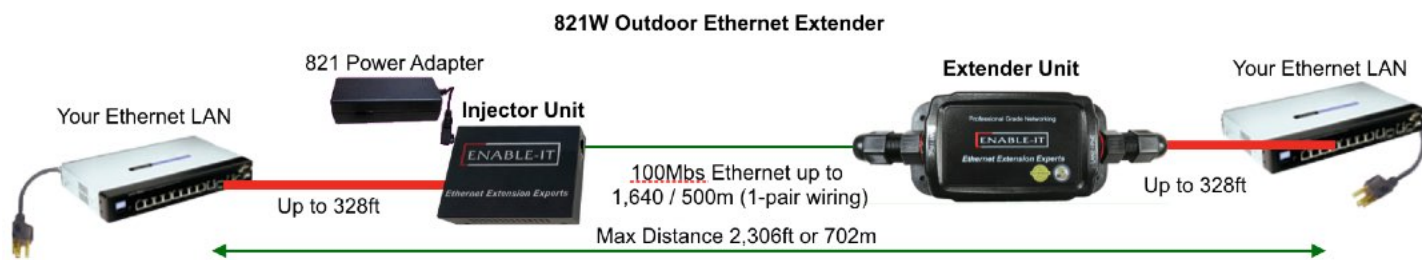 821W Outdoor Ethernet Extender
821 Power Adapter
Your Ethernet LAN
Injector Unit
ENABLE-IT
Ethernet Extension Experts
Up to 328ft
100Mbs Ethernet up to
1,640 / 500m (1-pair wiring)
Extender Unit
Professional Grade Networking
ENABLE-IT
Ethernet Extension Experts
Your Ethernet LAN
Up to 328ft
Max Distance 2,306ft or 702m